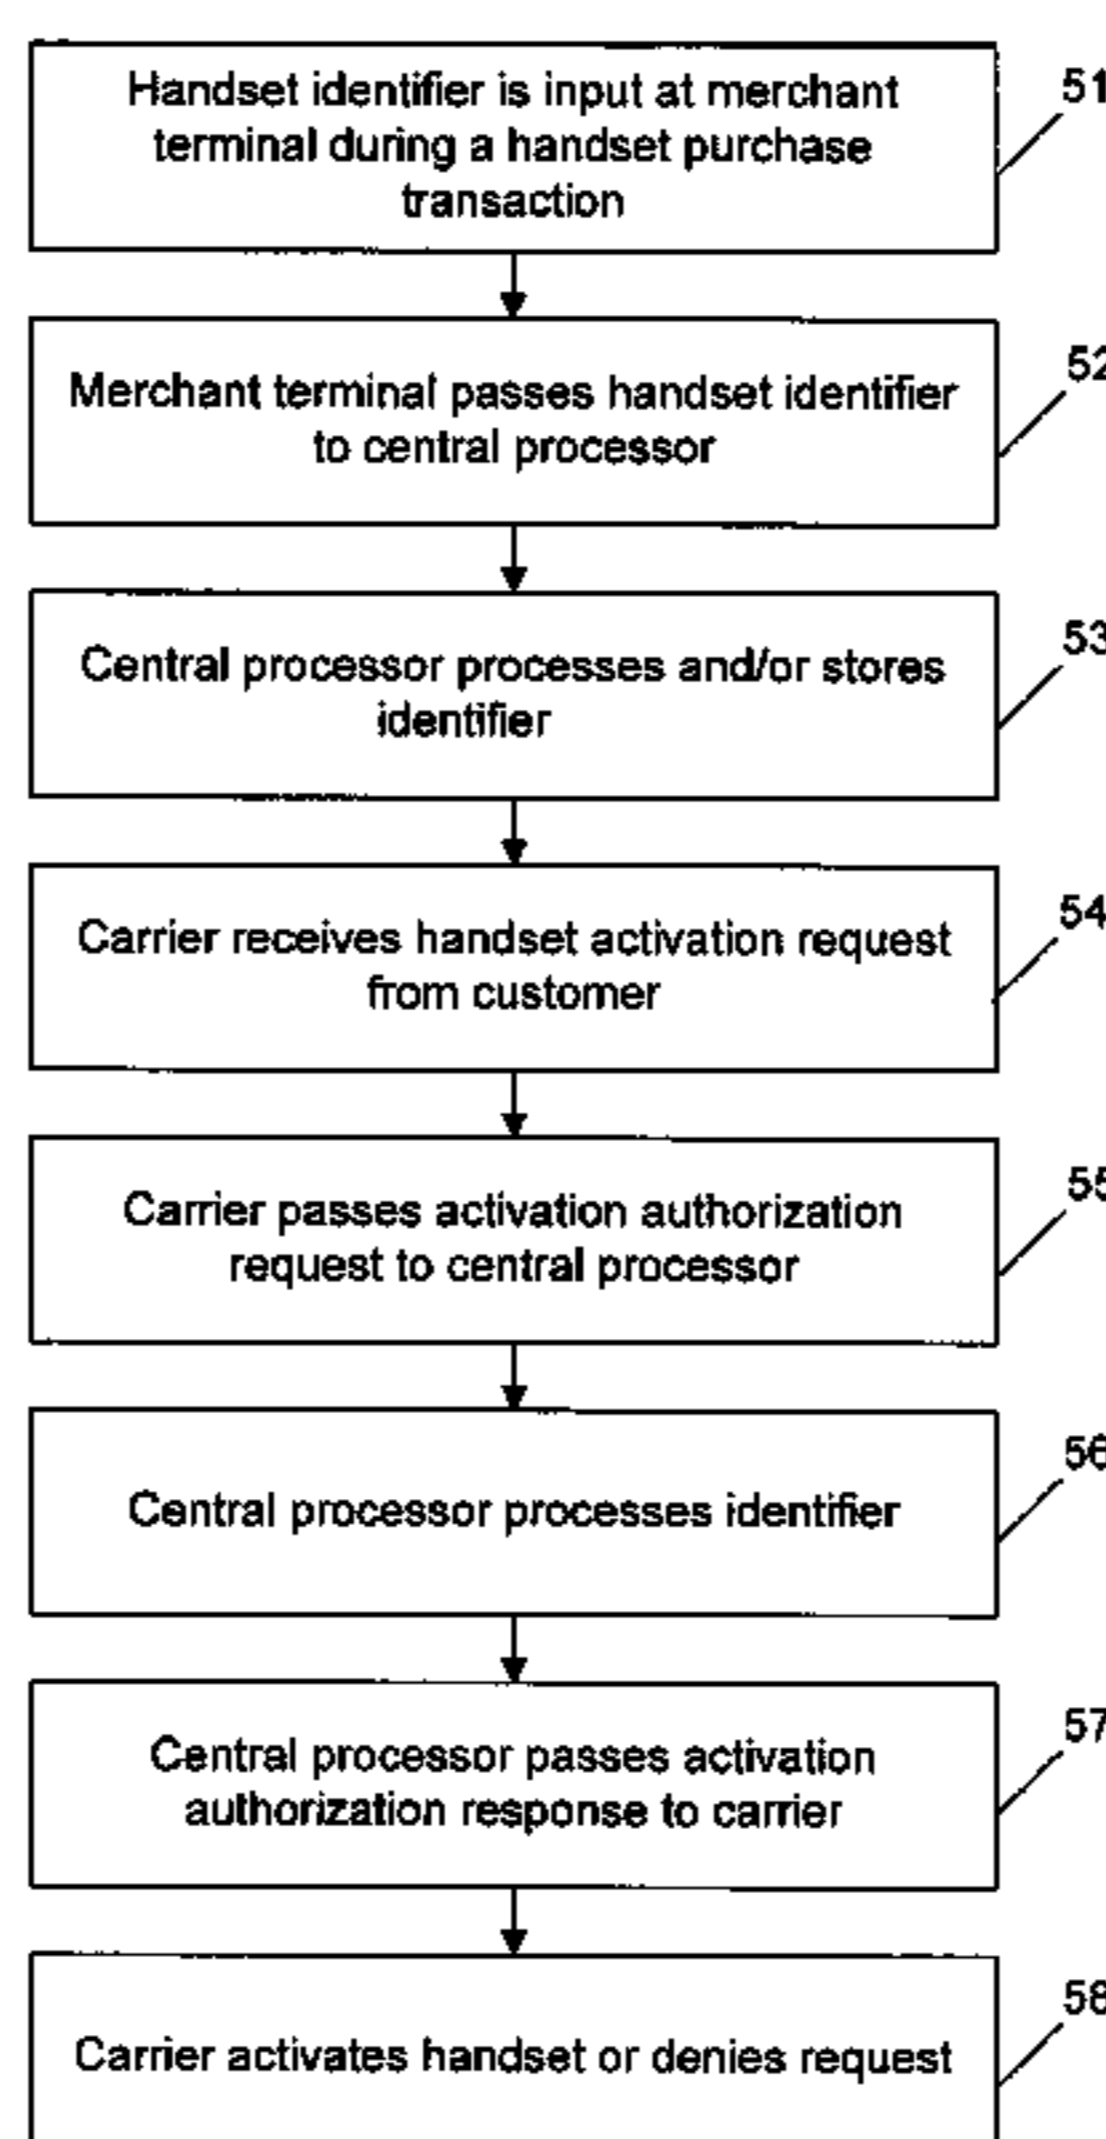 Handset identifier is input at merchant
terminal during a handset purchase
transaction
51
Merchant terminal passes handset identifier
to central processor
52
Central processor processes and/or stores
identifier
53
Carrier receives handset activation request
from customer
54
Carrier passes activation authorization
request to central processor
55
Central processor processes identifier
56
Central processor passes activation
authorization response to carrier
57
Carrier activates handset or denies request
58